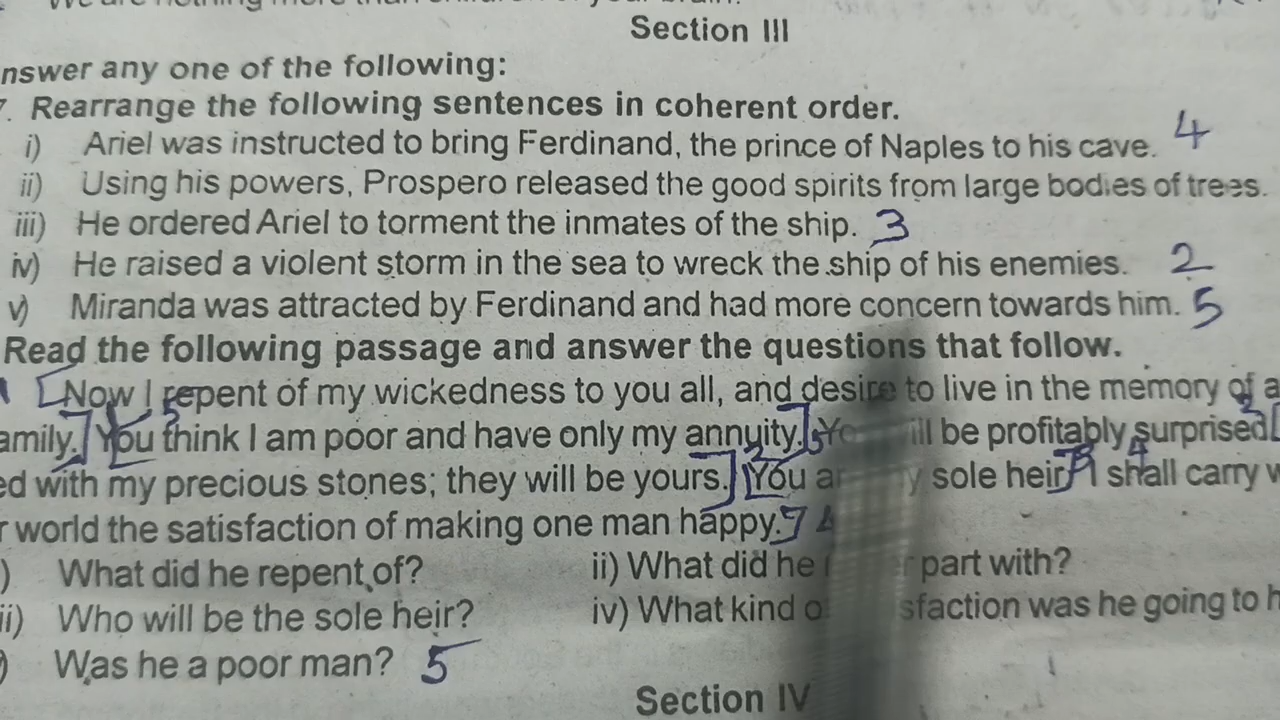 Section III
nswer any one of the following:
7. Rearrange the following sentences in coherent order.
i) Ariel was instructed to bring Ferdinand, the prince of Naples to his cave. 4
ii) Using his powers, Prospero released the good spirits from large bodies of trees.
iii) He ordered Ariel to torment the inmates of the ship. 3
iv) He raised a violent storm in the sea to wreck the ship of his enemies. 2
v) Miranda was attracted by Ferdinand and had more concern towards him. 5
Read the following passage and answer the questions that follow.
1 [Now I repent of my wickedness to you all, and desire to live in the memory of a
amily.] You think I am poor and have only my annuity.] will be profitably surprised
ed with my precious stones; they will be yours.] [You sole heir] I shall carry w
r world the satisfaction of making one man happy.]
) What did he repent of? ii) What did he part with?
ii) Who will be the sole heir? iv) What kind was he going to h
) Was he a poor man? 5
Section IV